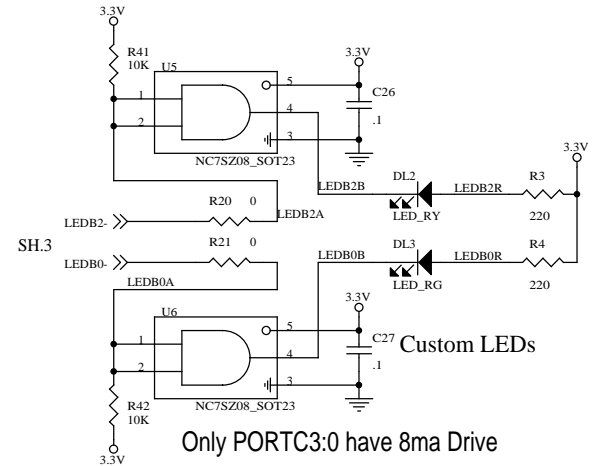 3.3V
R41
10K
U5
1
2
5
4
3
NC7SZ08_SOT23
3.3V
C26
.1
3.3V
R20 0
LEDB2-
LEDB2A
LEDB2B
DL2
LED_RY
LEDB2R
R3
220
SH.3
R21 0
LEDB0-
LEDB0A
LEDB0B
DL3
LED_RG
LEDB0R
R4
220
U6
1
2
5
4
3
NC7SZ08_SOT23
3.3V
C27
.1
Custom LEDs
R42
10K
3.3V
Only PORTC3:0 have 8ma Drive